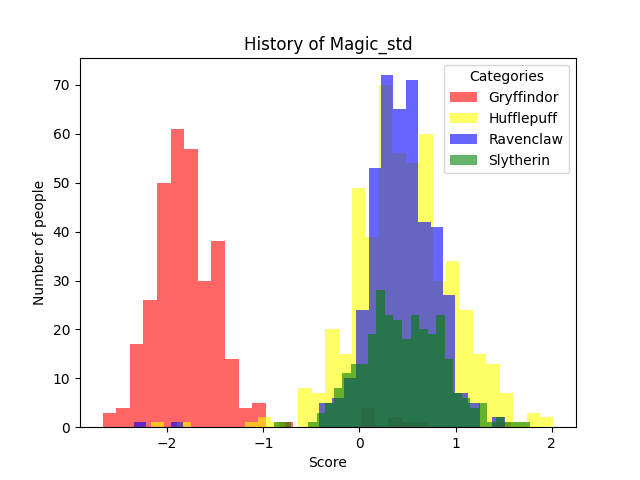 History of Magic_std
Categories
Gryffindor
Hufflepuff
Ravenclaw
Slytherin
Number of people
70
60
50
40
30
20
10
0
−2
−1
0
1
2
Score